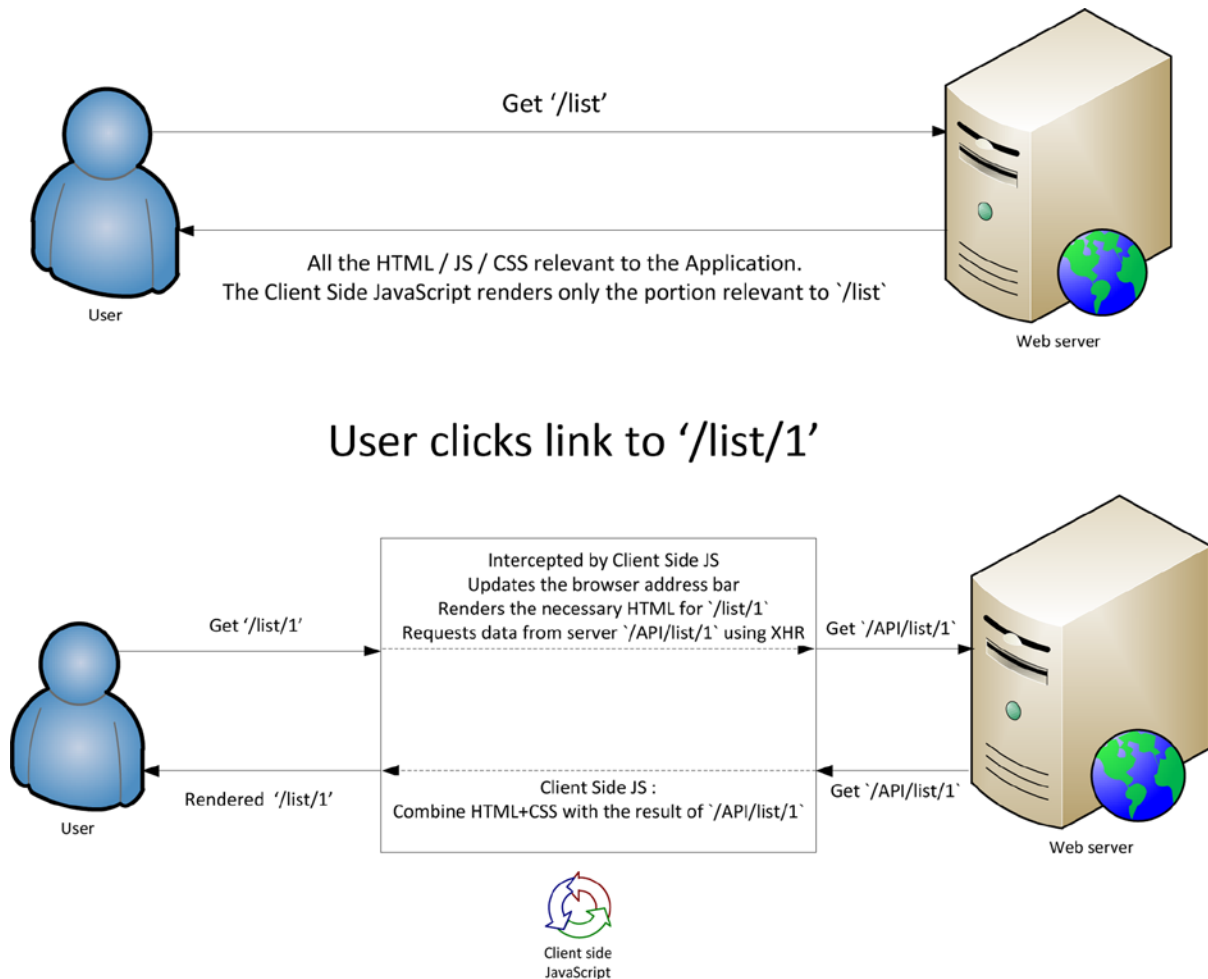 Get ‘/list’
All the HTML / JS / CSS relevant to the Application.
The Client Side JavaScript renders only the portion relevant to `/list`
User
Web server
User clicks link to ‘/list/1’
Intercepted by Client Side JS
Updates the browser address bar
Renders the necessary HTML for `/list/1`
Requests data from server `/API/list/1` using XHR
Get ‘/list/1’
Get `/API/list/1`
Rendered ‘/list/1’
Client Side JS :
Combine HTML+CSS with the result of `/API/list/1`
Get `/API/list/1`
User
Web server
Client side
JavaScript